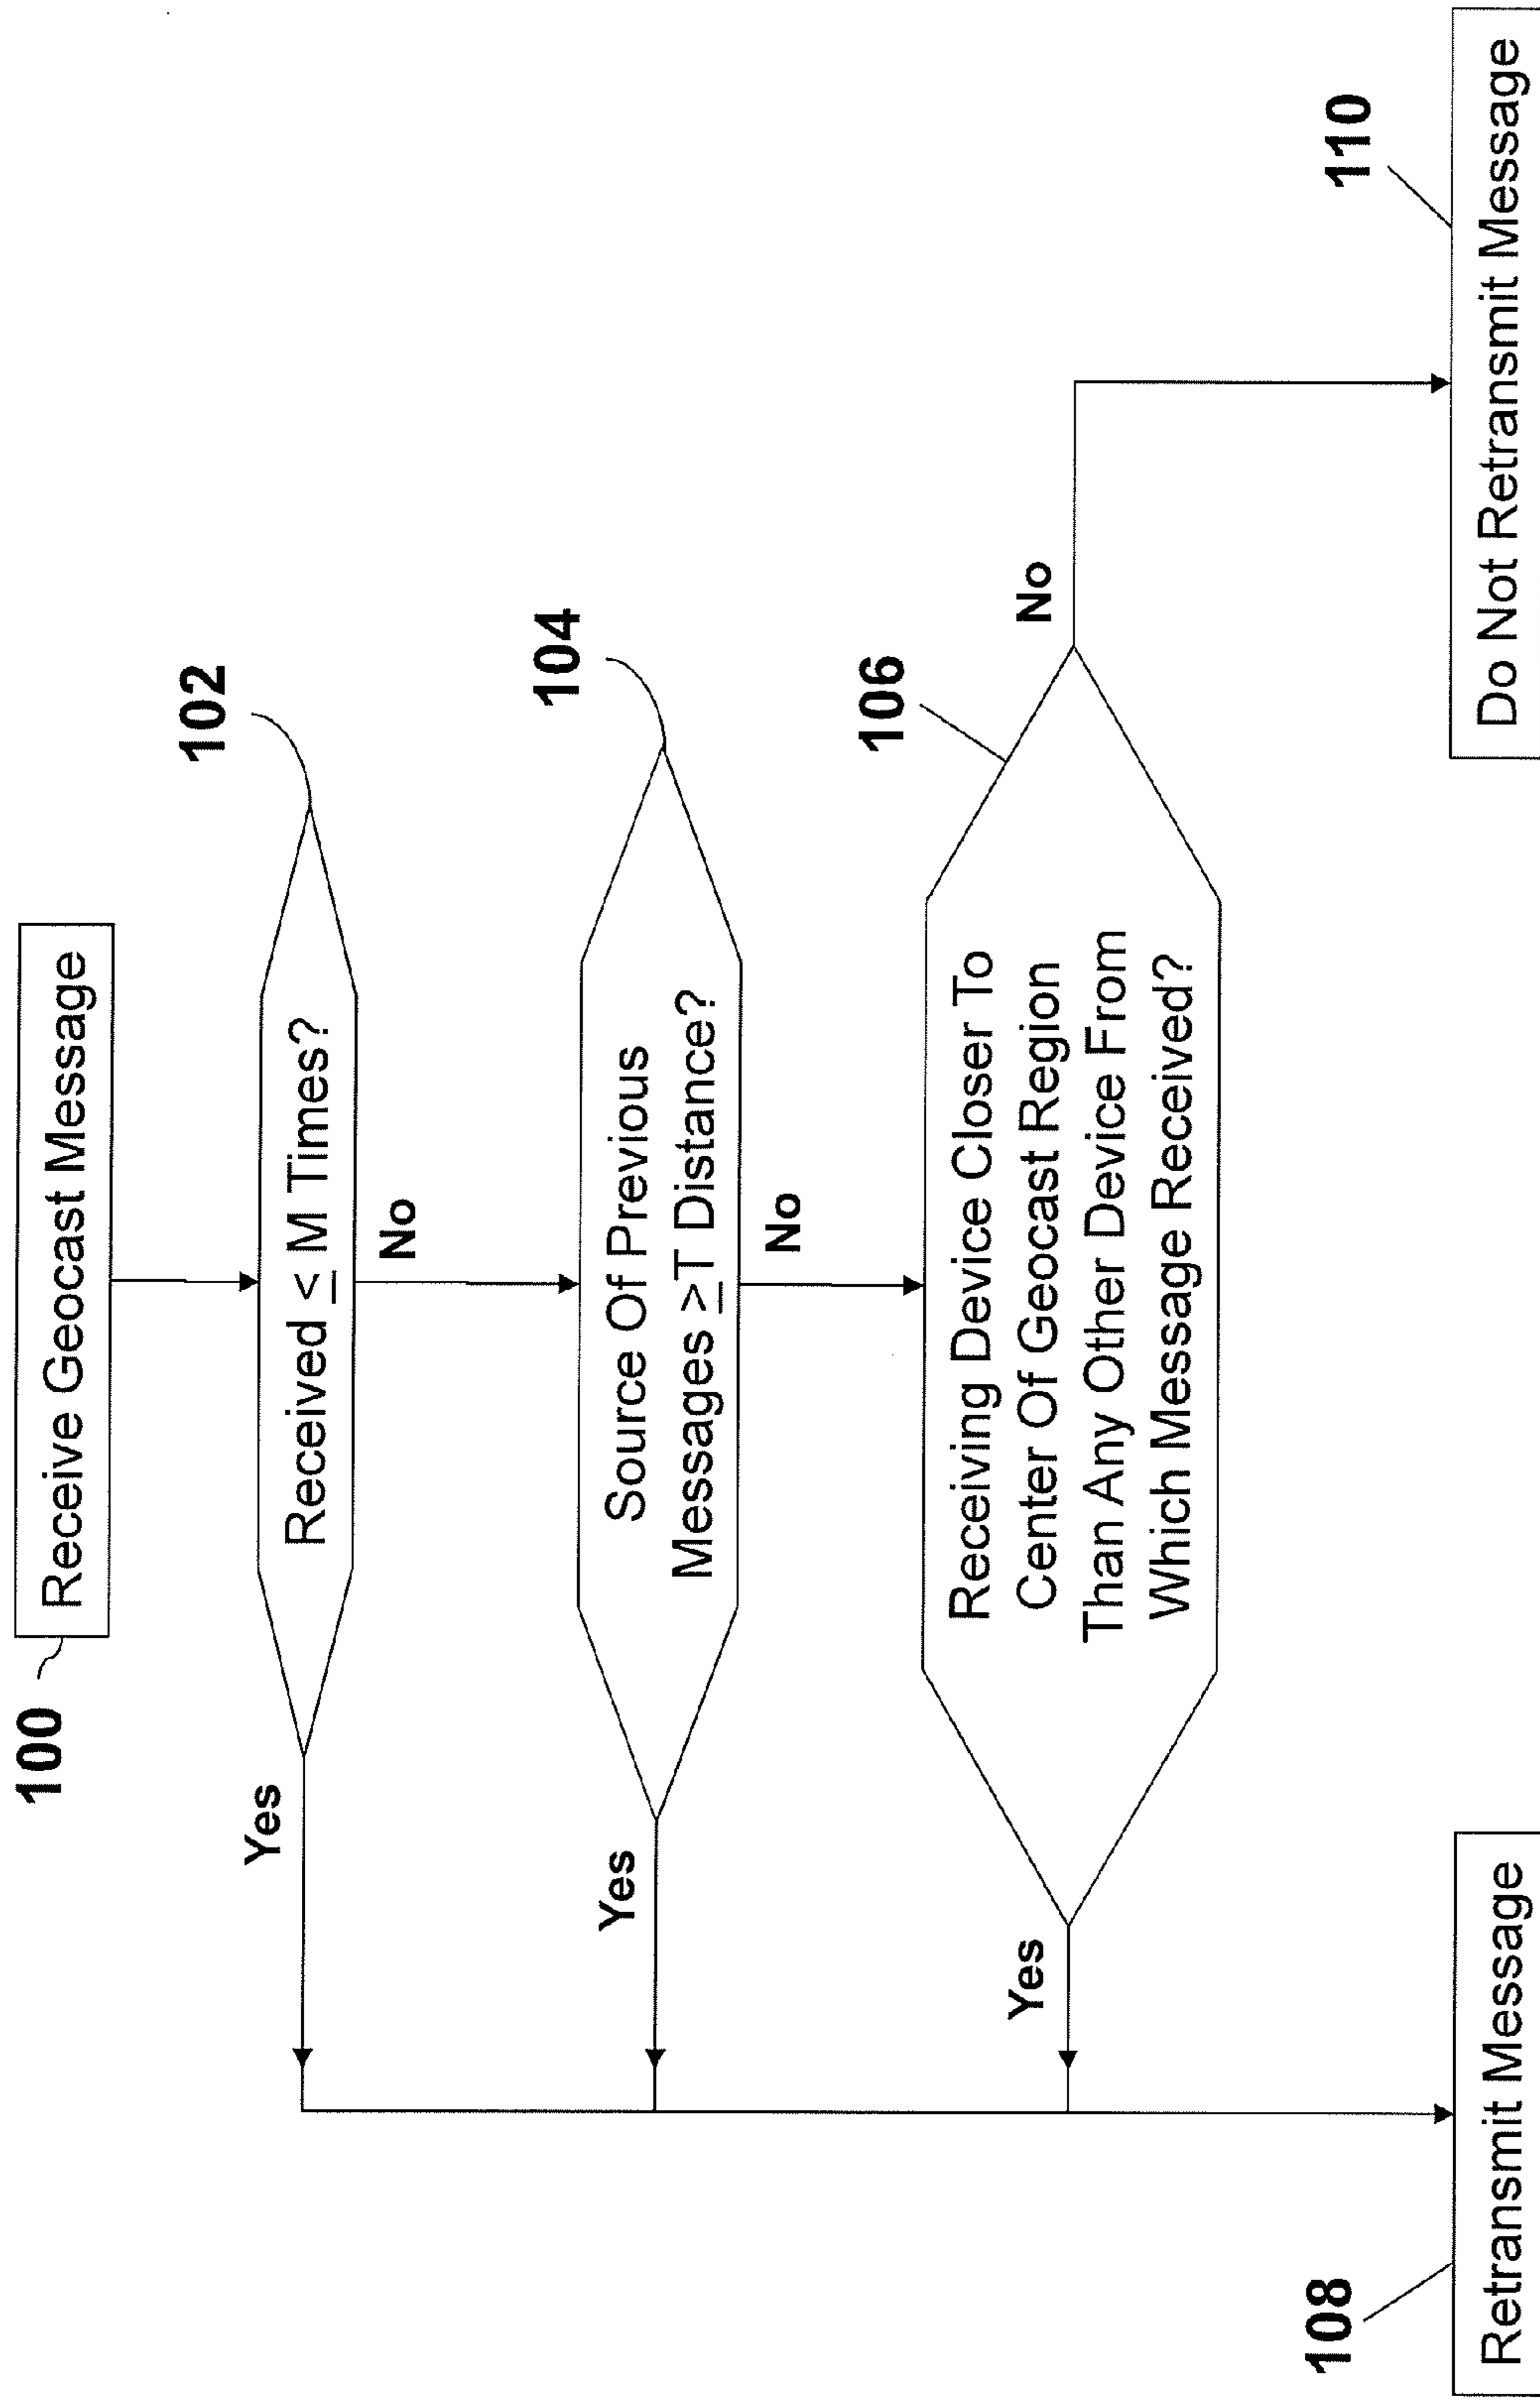 100
Receive Geocast Message
102
Received ≤ M Times?
Yes
No
104
Source Of Previous
Messages ≥T Distance?
Yes
No
106
Receiving Device Closer To
Center Of Geocast Region
Than Any Other Device From
Which Message Received?
Yes
No
108
Retransmit Message
110
Do Not Retransmit Message